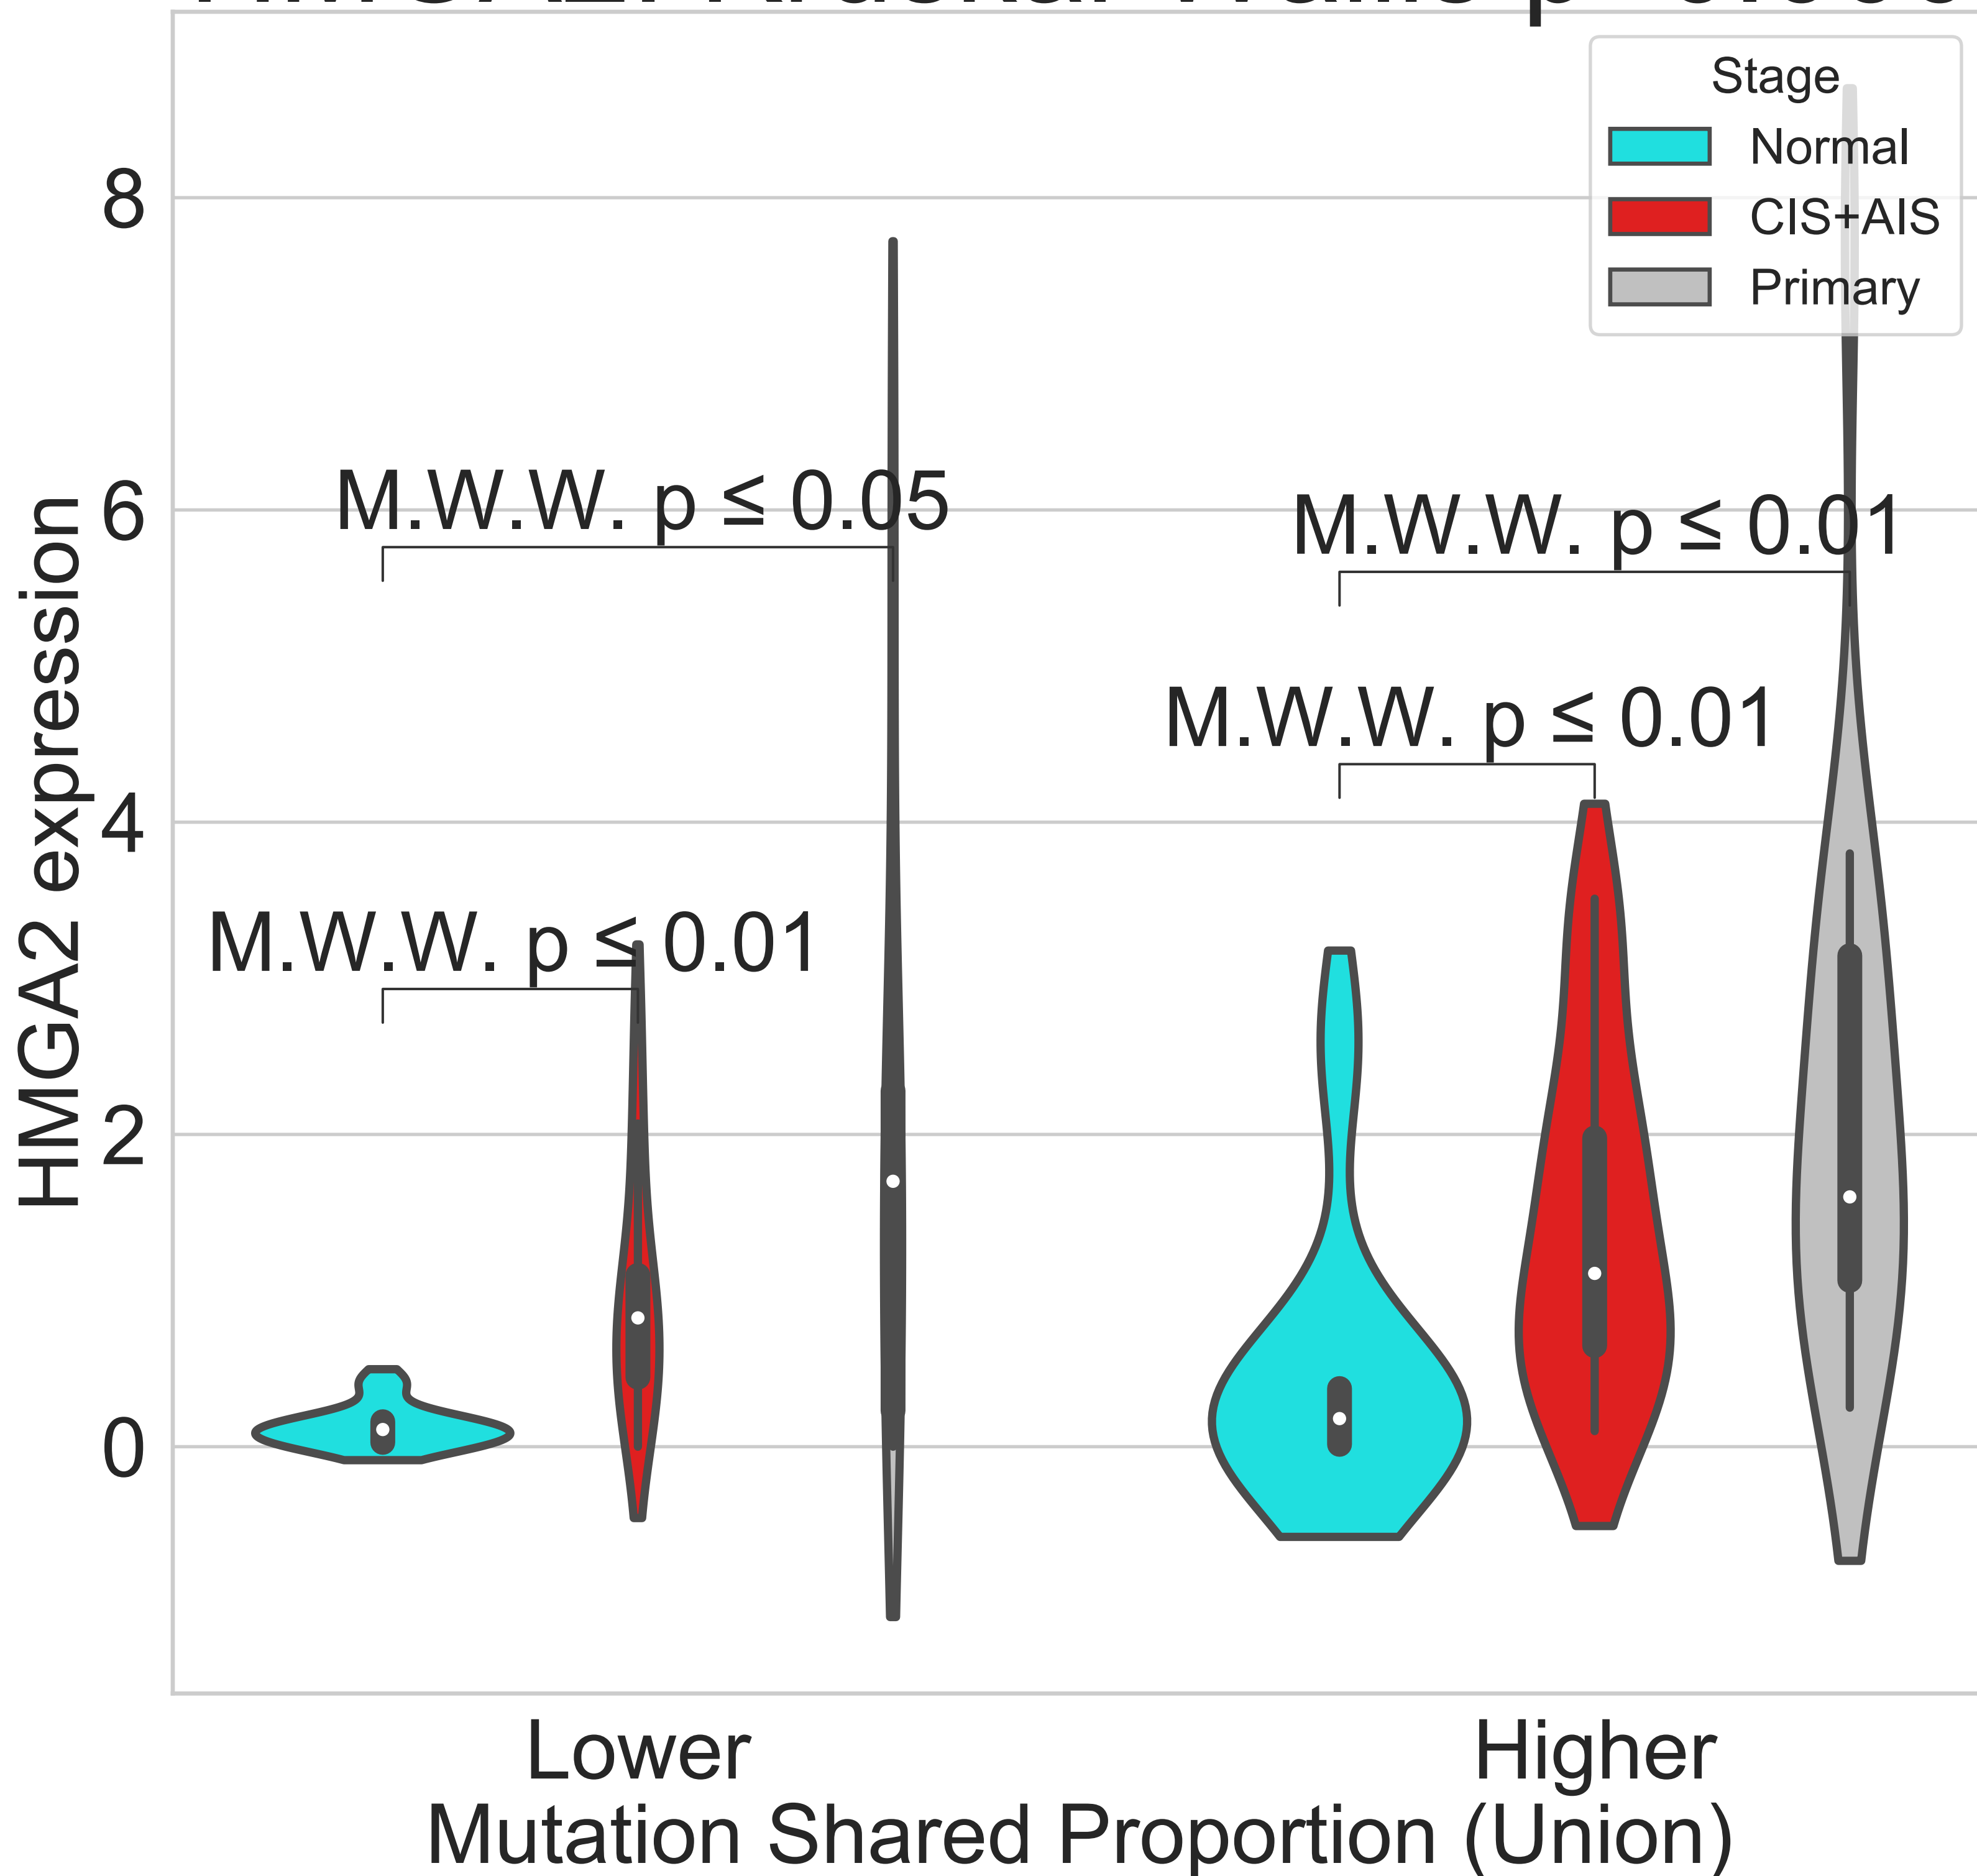 Stage
Normal
CIS+AIS
Primary
8
6
4
2
0
HMGA2 expression
M.W.W. p ≤ 0.05
M.W.W. p ≤ 0.01
M.W.W. p ≤ 0.01
M.W.W. p ≤ 0.01
Lower
Higher
Mutation Shared Proportion (Union)